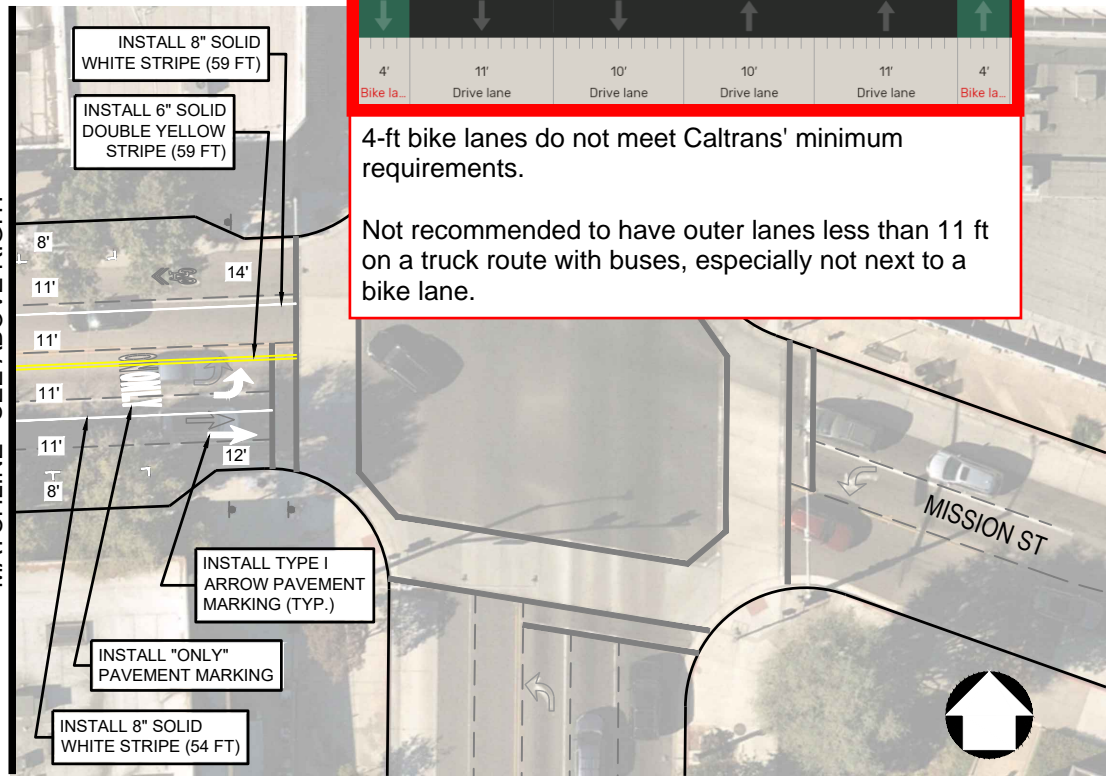 INSTALL 8" SOLID
WHITE STRIPE (59 FT)
INSTALL 6" SOLID
DOUBLE YELLOW
STRIPE (59 FT)
4' 11' 10' 10' 11' 4'
Bike la... Drive lane Drive lane Drive lane Drive lane Bike la...
4-ft bike lanes do not meet Caltrans' minimum
requirements.
Not recommended to have outer lanes less than 11 ft
on a truck route with buses, especially not next to a
bike lane.
8'
14'
11'
11'
11'
ONLY
11'
12'
8'
MISSION ST
INSTALL TYPE I
ARROW PAVEMENT
MARKING (TYP.)
INSTALL "ONLY"
PAVEMENT MARKING
INSTALL 8" SOLID
WHITE STRIPE (54 FT)